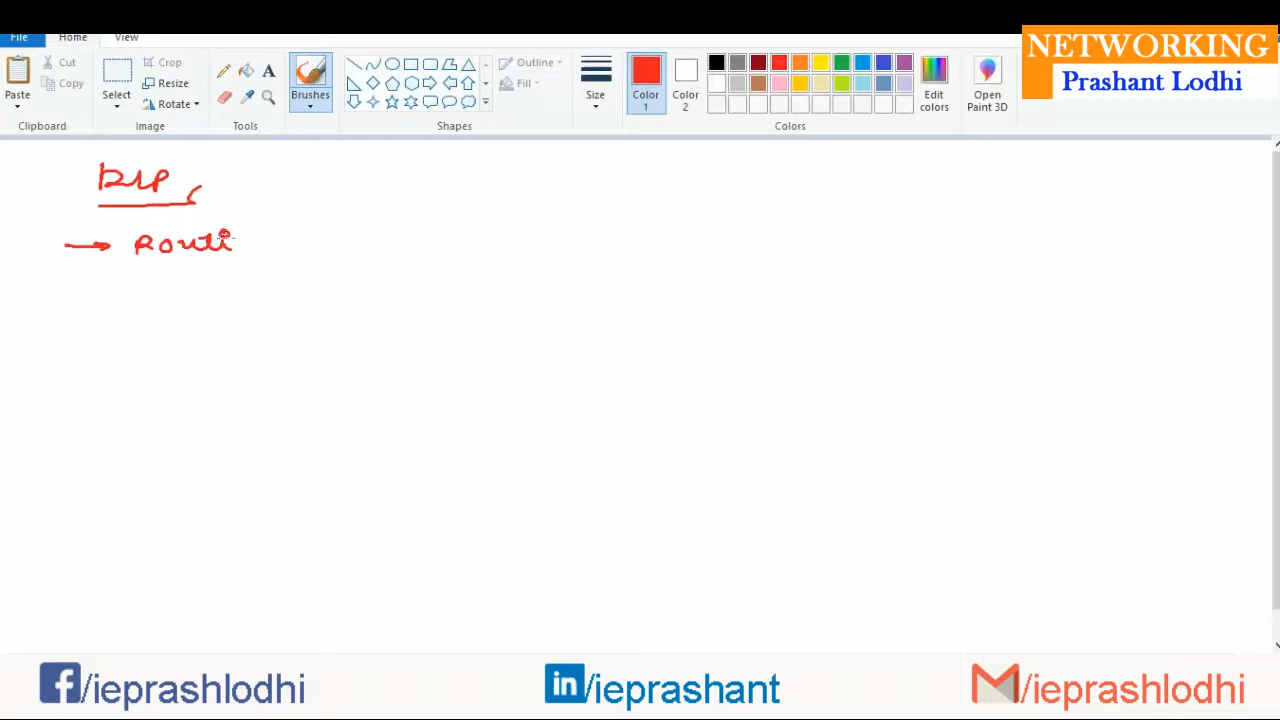 File Home View
NETWORKING
Prashant Lodhi
Paste
Cut
Copy
Clipboard
Select
Crop
Resize
Rotate
Image
A
Tools
Brushes
Shapes
Outline
Fill
Size
Color 1
Color 2
Colors
Edit colors
Open Paint 3D
RIP
→ Routi
/ieprashlodhi
in/ieprashant
/ieprashlodhi